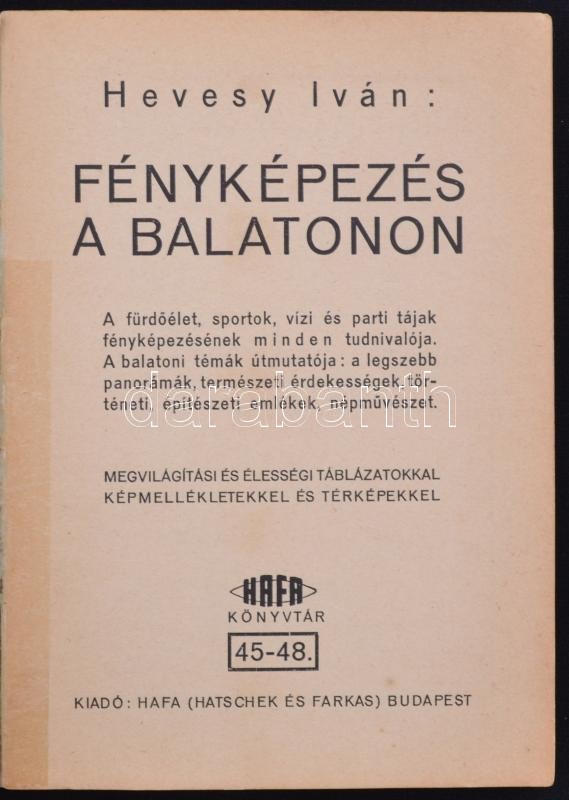 Hevesy Iván:
FÉNYKÉPEZÉS
A BALATONON
A fürdőélet, sportok, vízi és parti tájak
fényképezésének minden tudnivalója.
A balatoni témák útmutatója: a legszebb
panorámák, természeti érdekességek, tör-
téneti, építészeti emlékek, népművészet.
darabanth
MEGVILÁGÍTÁSI ÉS ÉLESSÉGI TÁBLÁZATOKKAL
KÉPMELLÉKLETEKKEL ÉS TÉRKÉPEKKEL
HAFA
KÖNYVTÁR
45-48.
KIADÓ: HAFA (HATSCHEK ÉS FARKAS) BUDAPEST